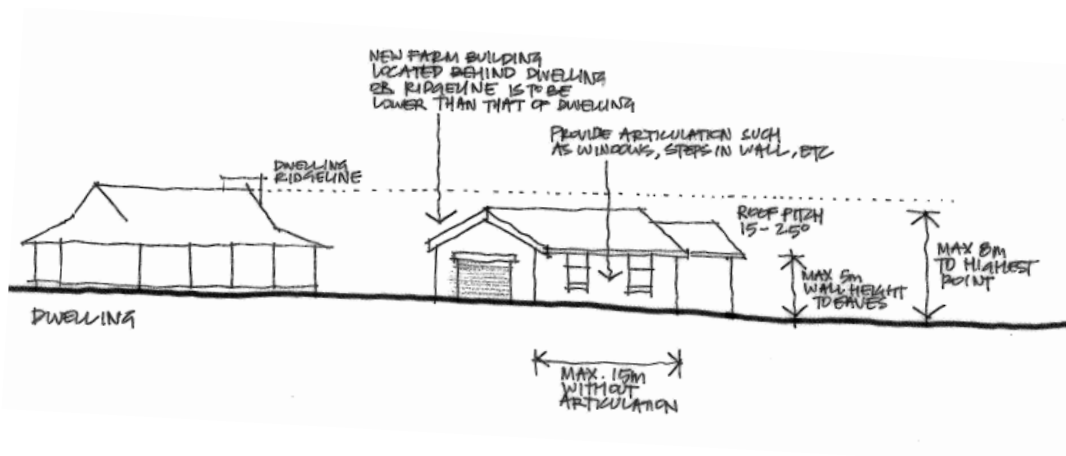 NEW FARM BUILDING
LOCATED BEHIND DWELLING
OR RIDGELINE IS TO BE
LOWER THAN THAT OF DWELLING
PROVIDE ARTICULATION SUCH
AS WINDOWS, STEPS IN WALL, ETC
DWELLING
RIDGELINE
ROOF PITCH
15-25°
MAX 8m
TO HIGHEST
POINT
MAX 5m
WALL HEIGHT
TO EAVES
DWELLING
MAX. 15m
WITHOUT
ARTICULATION